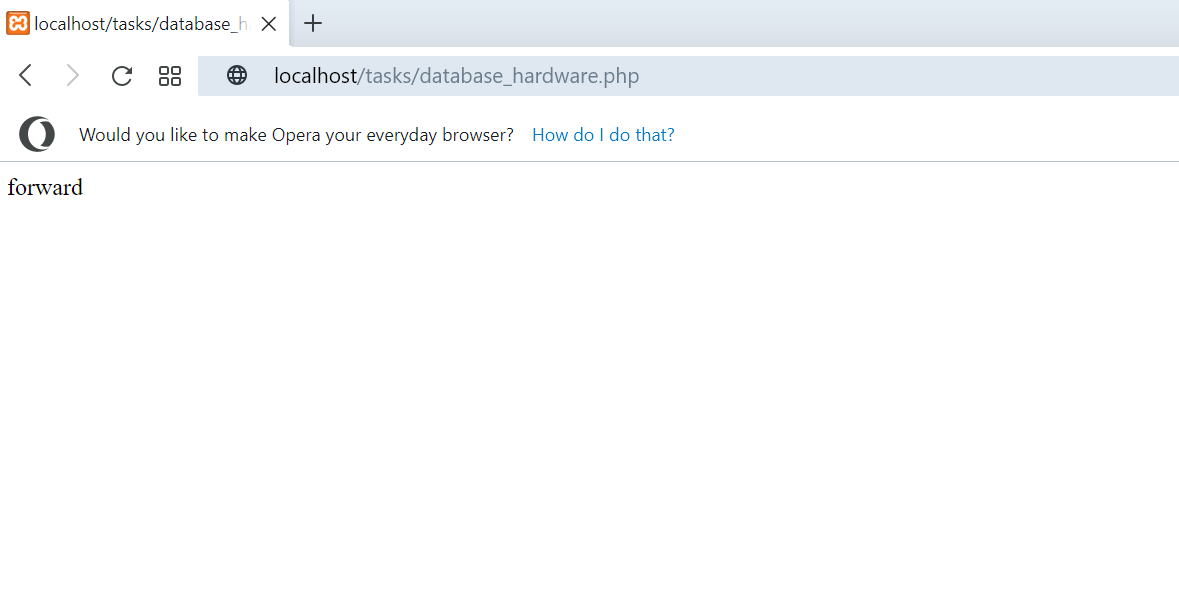 localhost/tasks/database_h
localhost/tasks/database_hardware.php
Would you like to make Opera your everyday browser? How do I do that?
forward